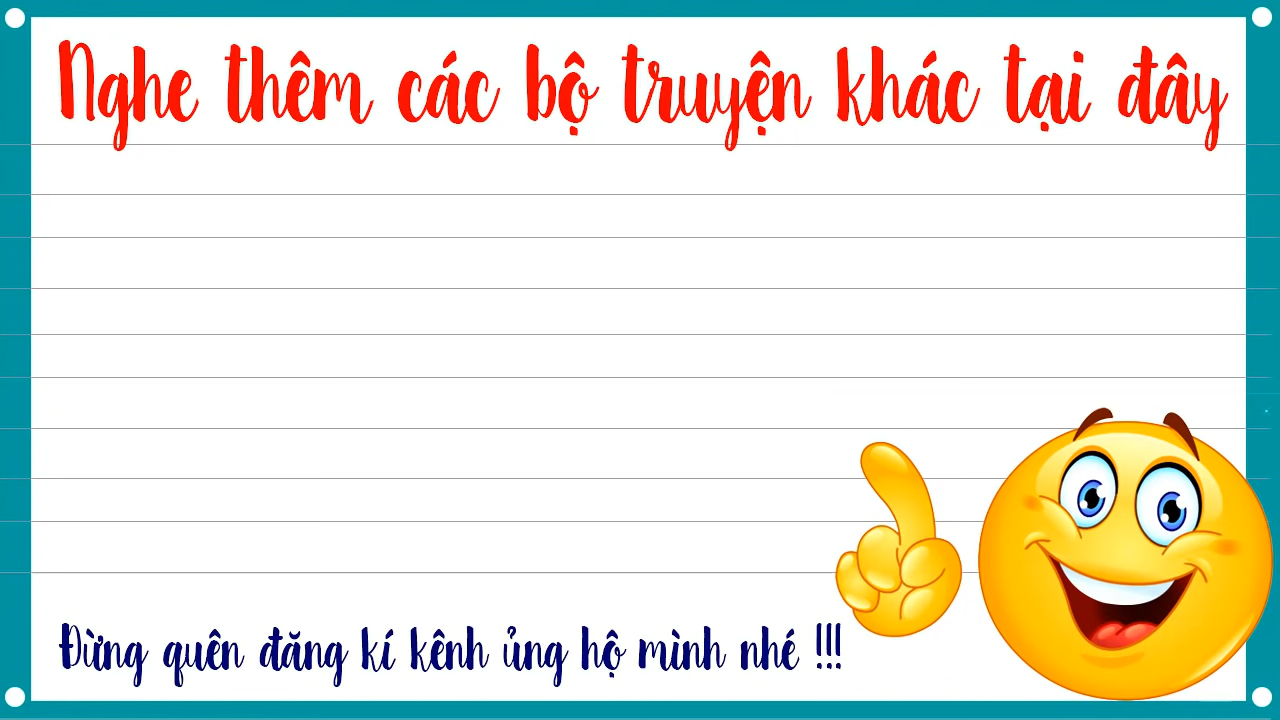 Nghe thêm các bộ truyện khác tại đây
Đừng quên đăng kí kênh ủng hộ mình nhé !!!